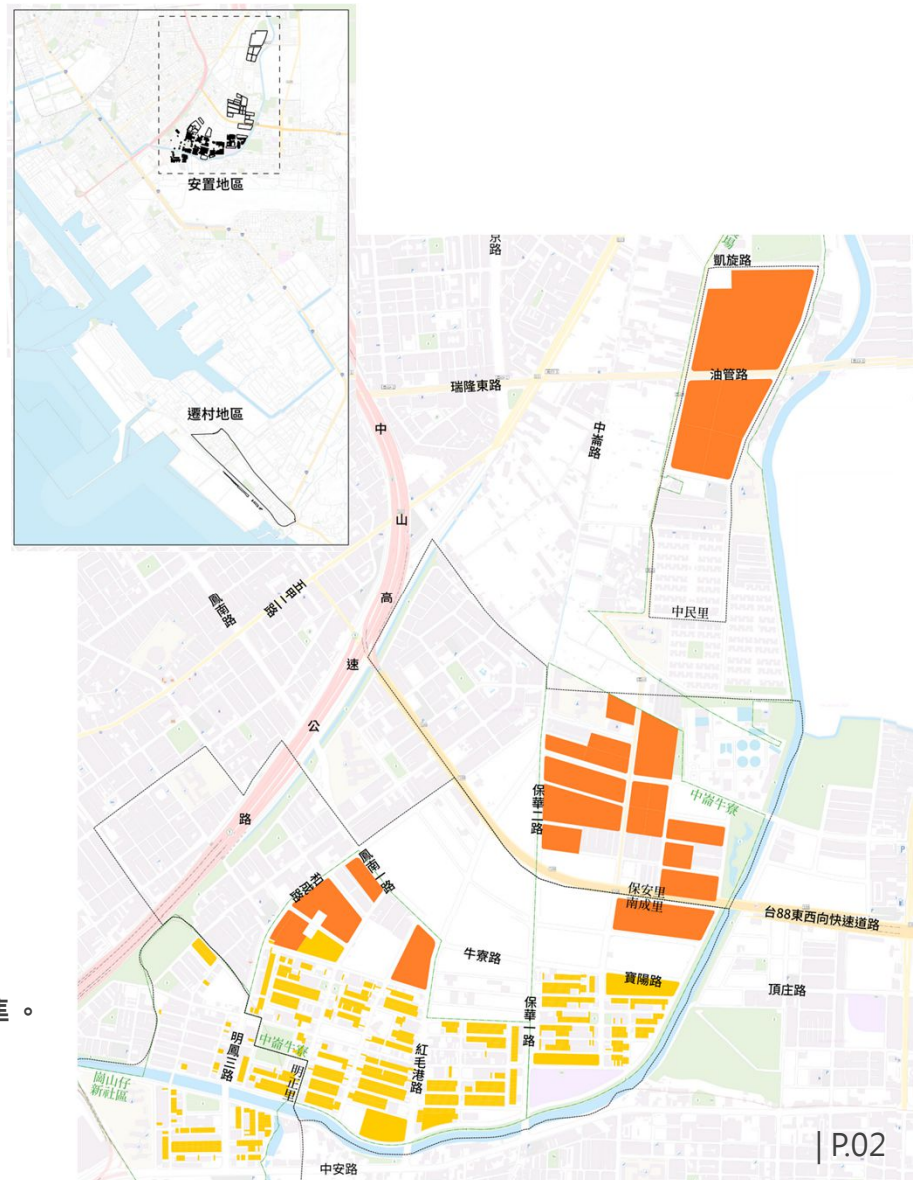 安置地區
遷村地區
京路
場
凱旋路
油管路
瑞隆東路
中崙路
中山高速公路
鳳南路
五甲一路
中民里
保華二路
中崙牛寮
鳳南一路
保安里
南成里
台88東西向快速道路
牛寮路
寶陽路
頂庄路
保華一路
紅毛港路
明鳳三路
中崙牛寮
明正里
崗山仔
新社區
中安路
。
| P.02